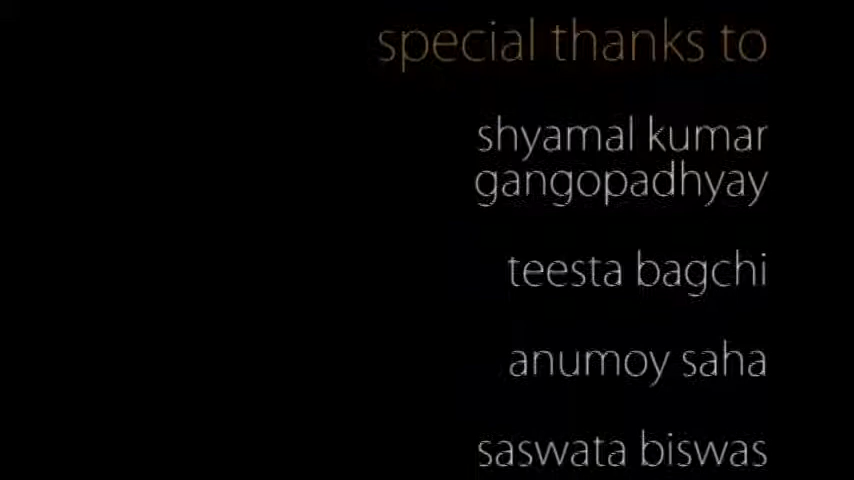 special thanks to
shyamal kumar
gangopadhyay
teesta bagchi
anumoy saha
saswata biswas